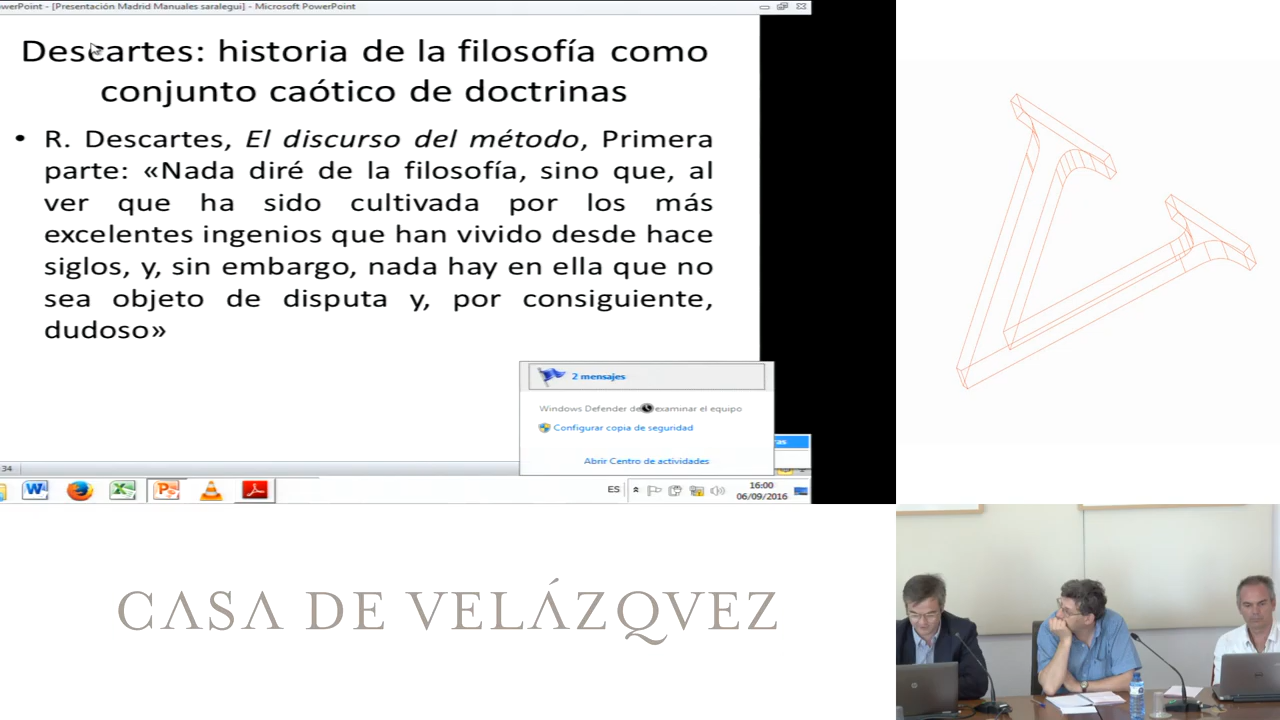 werPoint - [Presentación Madrid Manuales saralegui] - Microsoft PowerPoint
Descartes: historia de la filosofía como
conjunto caótico de doctrinas
• R. Descartes, El discurso del método, Primera
parte: «Nada diré de la filosofía, sino que, al
ver que ha sido cultivada por los más
excelentes ingenios que han vivido desde hace
siglos, y, sin embargo, nada hay en ella que no
sea objeto de disputa y, por consiguiente,
dudoso»
2 mensajes
Windows Defender examinar el equipo
Configurar copia de seguridad
Abrir Centro de actividades
ras
34
ES
16:00
06/09/2016
CASA DE VELÁZQVEZ